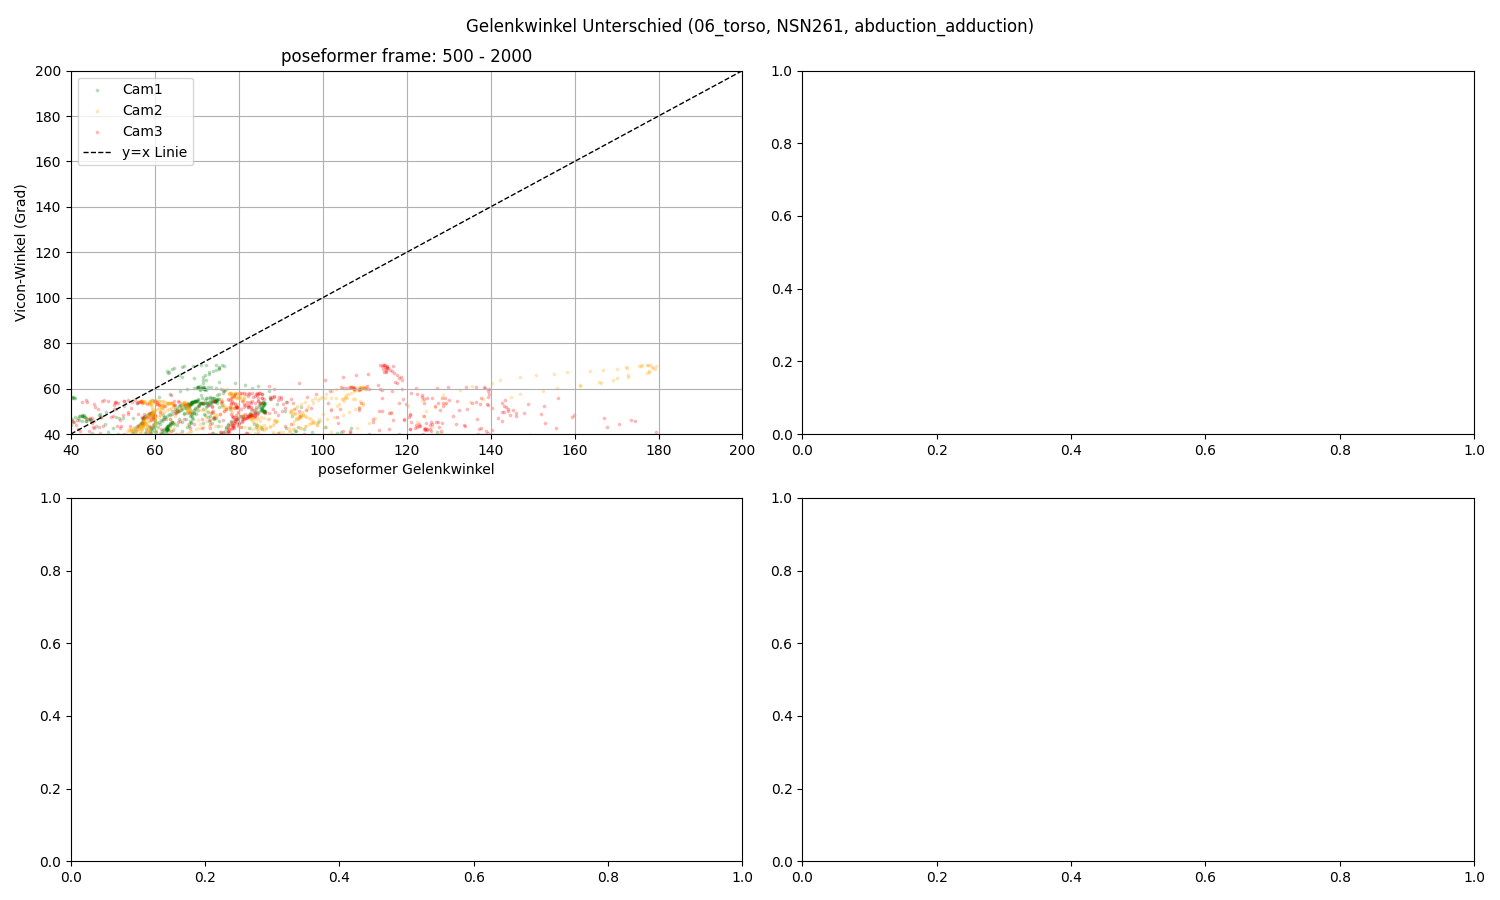 Gelenkwinkel Unterschied (06_torso, NSN261, abduction_adduction)
poseformer frame: 500 - 2000
Cam1
Cam2
Cam3
y=x Linie
Vicon-Winkel (Grad)
200
180
160
140
120
100
80
60
40
40 60 80 100 120 140 160 180 200
poseformer Gelenkwinkel
1.0
0.8
0.6
0.4
0.2
0.0
0.0 0.2 0.4 0.6 0.8 1.0
1.0
0.8
0.6
0.4
0.2
0.0
0.0 0.2 0.4 0.6 0.8 1.0
1.0
0.8
0.6
0.4
0.2
0.0
0.0 0.2 0.4 0.6 0.8 1.0